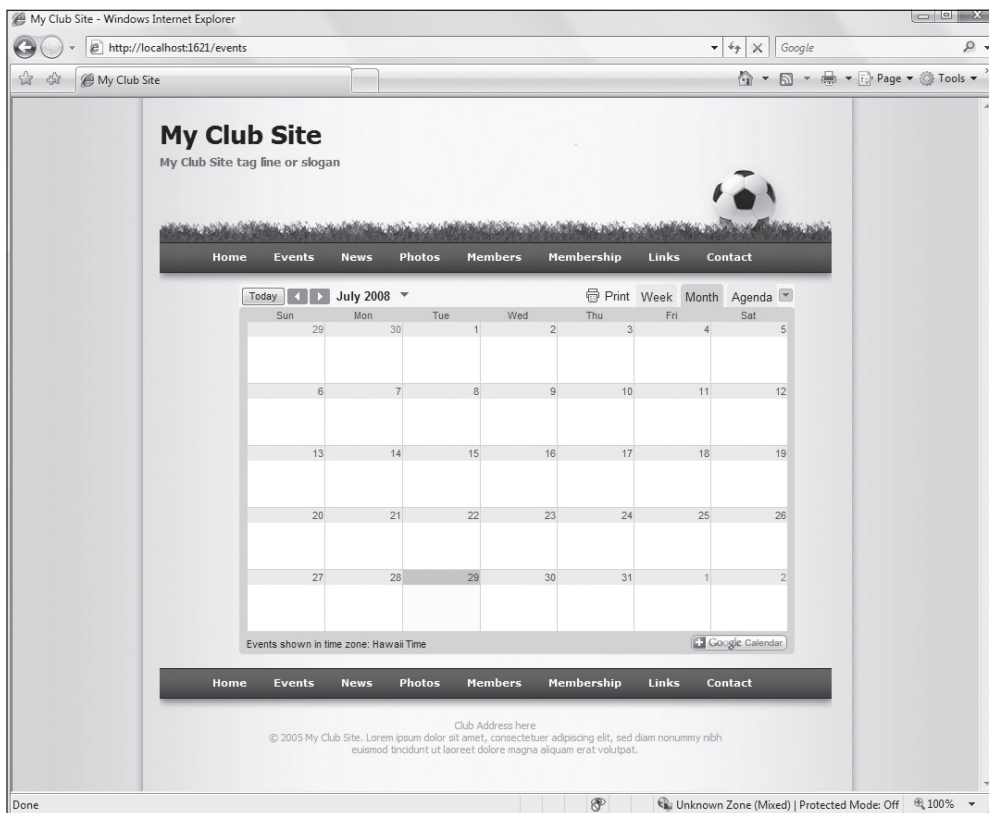 My Club Site - Windows Internet Explorer
http://localhost:1621/events
Google
My Club Site
Page Tools
My Club Site
My Club Site tag line or slogan
Home Events News Photos Members Membership Links Contact
Today July 2008 Print Week Month Agenda
Sun Mon Tue Wed Thu Fri Sat
29 30 1 2 3 4 5
6 7 8 9 10 11 12
13 14 15 16 17 18 19
20 21 22 23 24 25 26
27 28 29 30 31 1 2
Events shown in time zone: Hawaii Time
Google Calendar
Home Events News Photos Members Membership Links Contact
Club Address here
© 2005 My Club Site. Lorem ipsum dolor sit amet, consectetuer adipiscing elit, sed diam nonummy nibh
euismod tincidunt ut laoreet dolore magna aliquam erat volutpat.
Done
Unknown Zone (Mixed) | Protected Mode: Off 100%